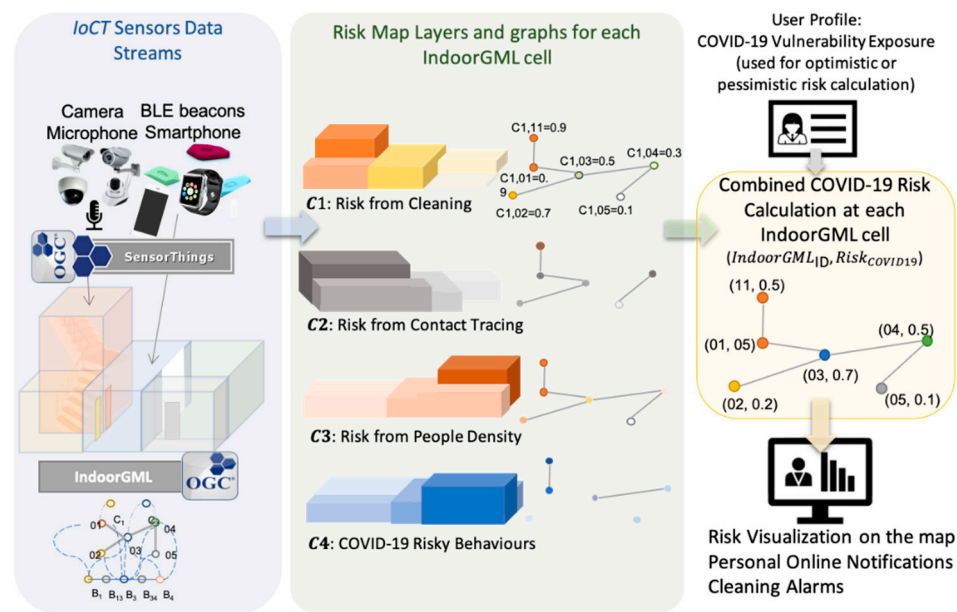 IoCT Sensors Data
Streams
Camera
Microphone
BLE beacons
Smartphone
OGC
SensorThings
IndoorGML
OGC
01
C₁
04
02
03
05
B₁
B₁₃
B₃
B₃₄
B₄
Risk Map Layers and graphs for each
IndoorGML cell
C1,11=0.9
C1,03=0.5
C1,04=0.3
C1,01=0.
9
C1,02=0.7
C1,05=0.1
C1: Risk from Cleaning
C2: Risk from Contact Tracing
C3: Risk from People Density
C4: COVID-19 Risky Behaviours
User Profile:
COVID-19 Vulnerability Exposure
(used for optimistic or
pessimistic risk calculation)
Combined COVID-19 Risk
Calculation at each
IndoorGML cell
(IndoorGML_ID, Risk_COVID19)
(11, 0.5)
(04, 0.5)
(01, 05)
(03, 0.7)
(02, 0.2)
(05, 0.1)
Risk Visualization on the map
Personal Online Notifications
Cleaning Alarms